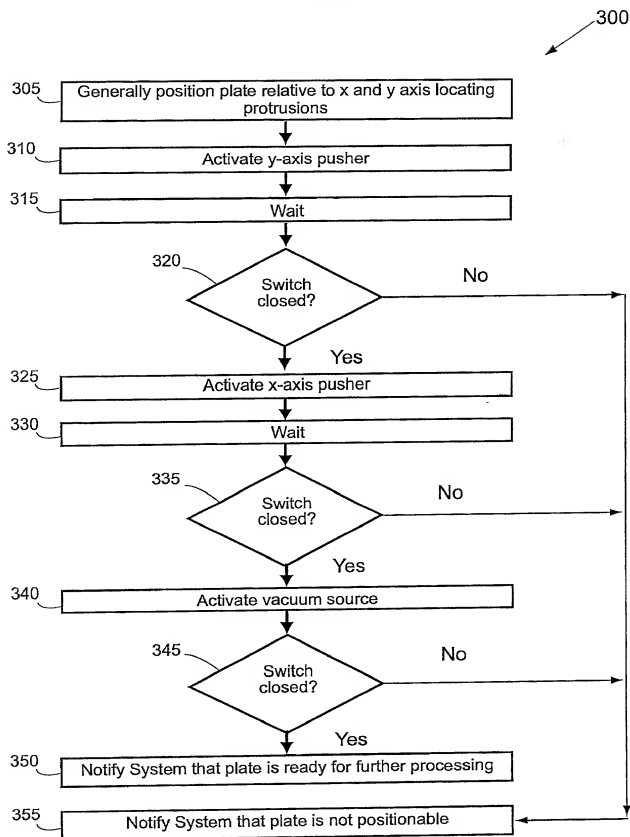 300
305
Generally position plate relative to x and y axis locating
protrusions
310
Activate y-axis pusher
315
Wait
320
Switch
closed?
No
Yes
325
Activate x-axis pusher
330
Wait
335
Switch
closed?
No
Yes
340
Activate vacuum source
345
Switch
closed?
No
Yes
350
Notify System that plate is ready for further processing
355
Notify System that plate is not positionable